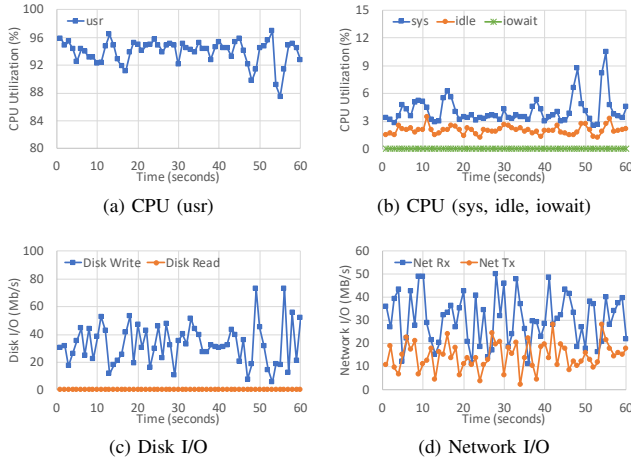 usr
CPU Utilization (%)
100
96
92
88
84
80
0 10 20 30 40 50 60
Time (seconds)
(a) CPU (usr)
sys idle iowait
CPU Utilization (%)
15
12
9
6
3
0
0 10 20 30 40 50 60
Time (seconds)
(b) CPU (sys, idle, iowait)
Disk Write Disk Read
Disk I/O (Mb/s)
100
80
60
40
20
0
0 10 20 30 40 50 60
Time (seconds)
(c) Disk I/O
Net Rx Net Tx
Network I/O (MB/s)
60
50
40
30
20
10
0
0 10 20 30 40 50 60
Time (seconds)
(d) Network I/O